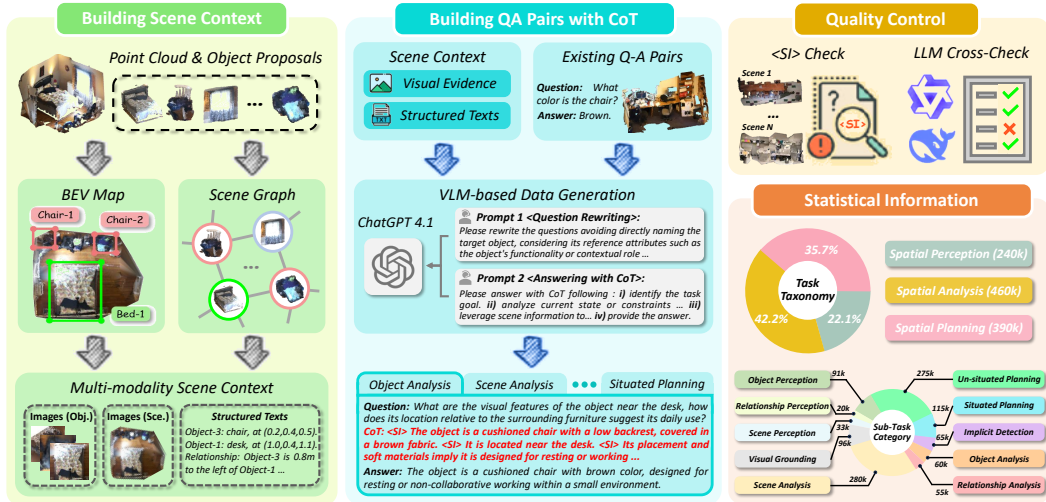 Building Scene Context
Point Cloud & Object Proposals
BEV Map
Chair-1
Chair-2
Bed-1
Scene Graph
...
Multi-modality Scene Context
Images (Obj.)
Images (Sce.)
Structured Texts
Object-3: chair, at (0.2,0.4,0.5).
Object-1: desk, at (1.0,0.4,1.1).
Relationship: Object-3 is 0.8m
to the left of Object-1 ...
Building QA Pairs with CoT
Scene Context
Visual Evidence
Structured Texts
Existing Q-A Pairs
Question: What
color is the chair?
Answer: Brown.
VLM-based Data Generation
ChatGPT 4.1
Prompt 1 <Question Rewriting>:
Please rewrite the questions avoiding directly naming the
target object, considering its reference attributes such as
the object's functionality or contextual role ...
Prompt 2 <Answering with CoT>:
Please answer with CoT following : i) identify the task
goal. ii) analyze current state or constraints ... iii)
leverage scene information to... iv) provide the answer.
Object Analysis
Scene Analysis
Situated Planning
Question: What are the visual features of the object near the desk, how
does its location relative to the surrounding furniture suggest its daily use?
CoT: <SI> The object is a cushioned chair with a low backrest, covered in
a brown fabric. <SI> It is located near the desk. <SI> Its placement and
soft materials imply it is designed for resting or working ...
Answer: The object is a cushioned chair with brown color, designed for
resting or non-collaborative working within a small environment.
Quality Control
<SI> Check
Scene 1
...
Scene N
?
<SI>
!
LLM Cross-Check
Statistical Information
Task
Taxonomy
35.7%
42.2%
22.1%
Spatial Perception (240k)
Spatial Analysis (460k)
Spatial Planning (390k)
Sub-Task
Category
Object Perception
91k
Relationship Perception
20k
Scene Perception
33k
Visual Grounding
96k
Scene Analysis
280k
275k
Un-situated Planning
115k
Situated Planning
65k
Implicit Detection
60k
Object Analysis
55k
Relationship Analysis